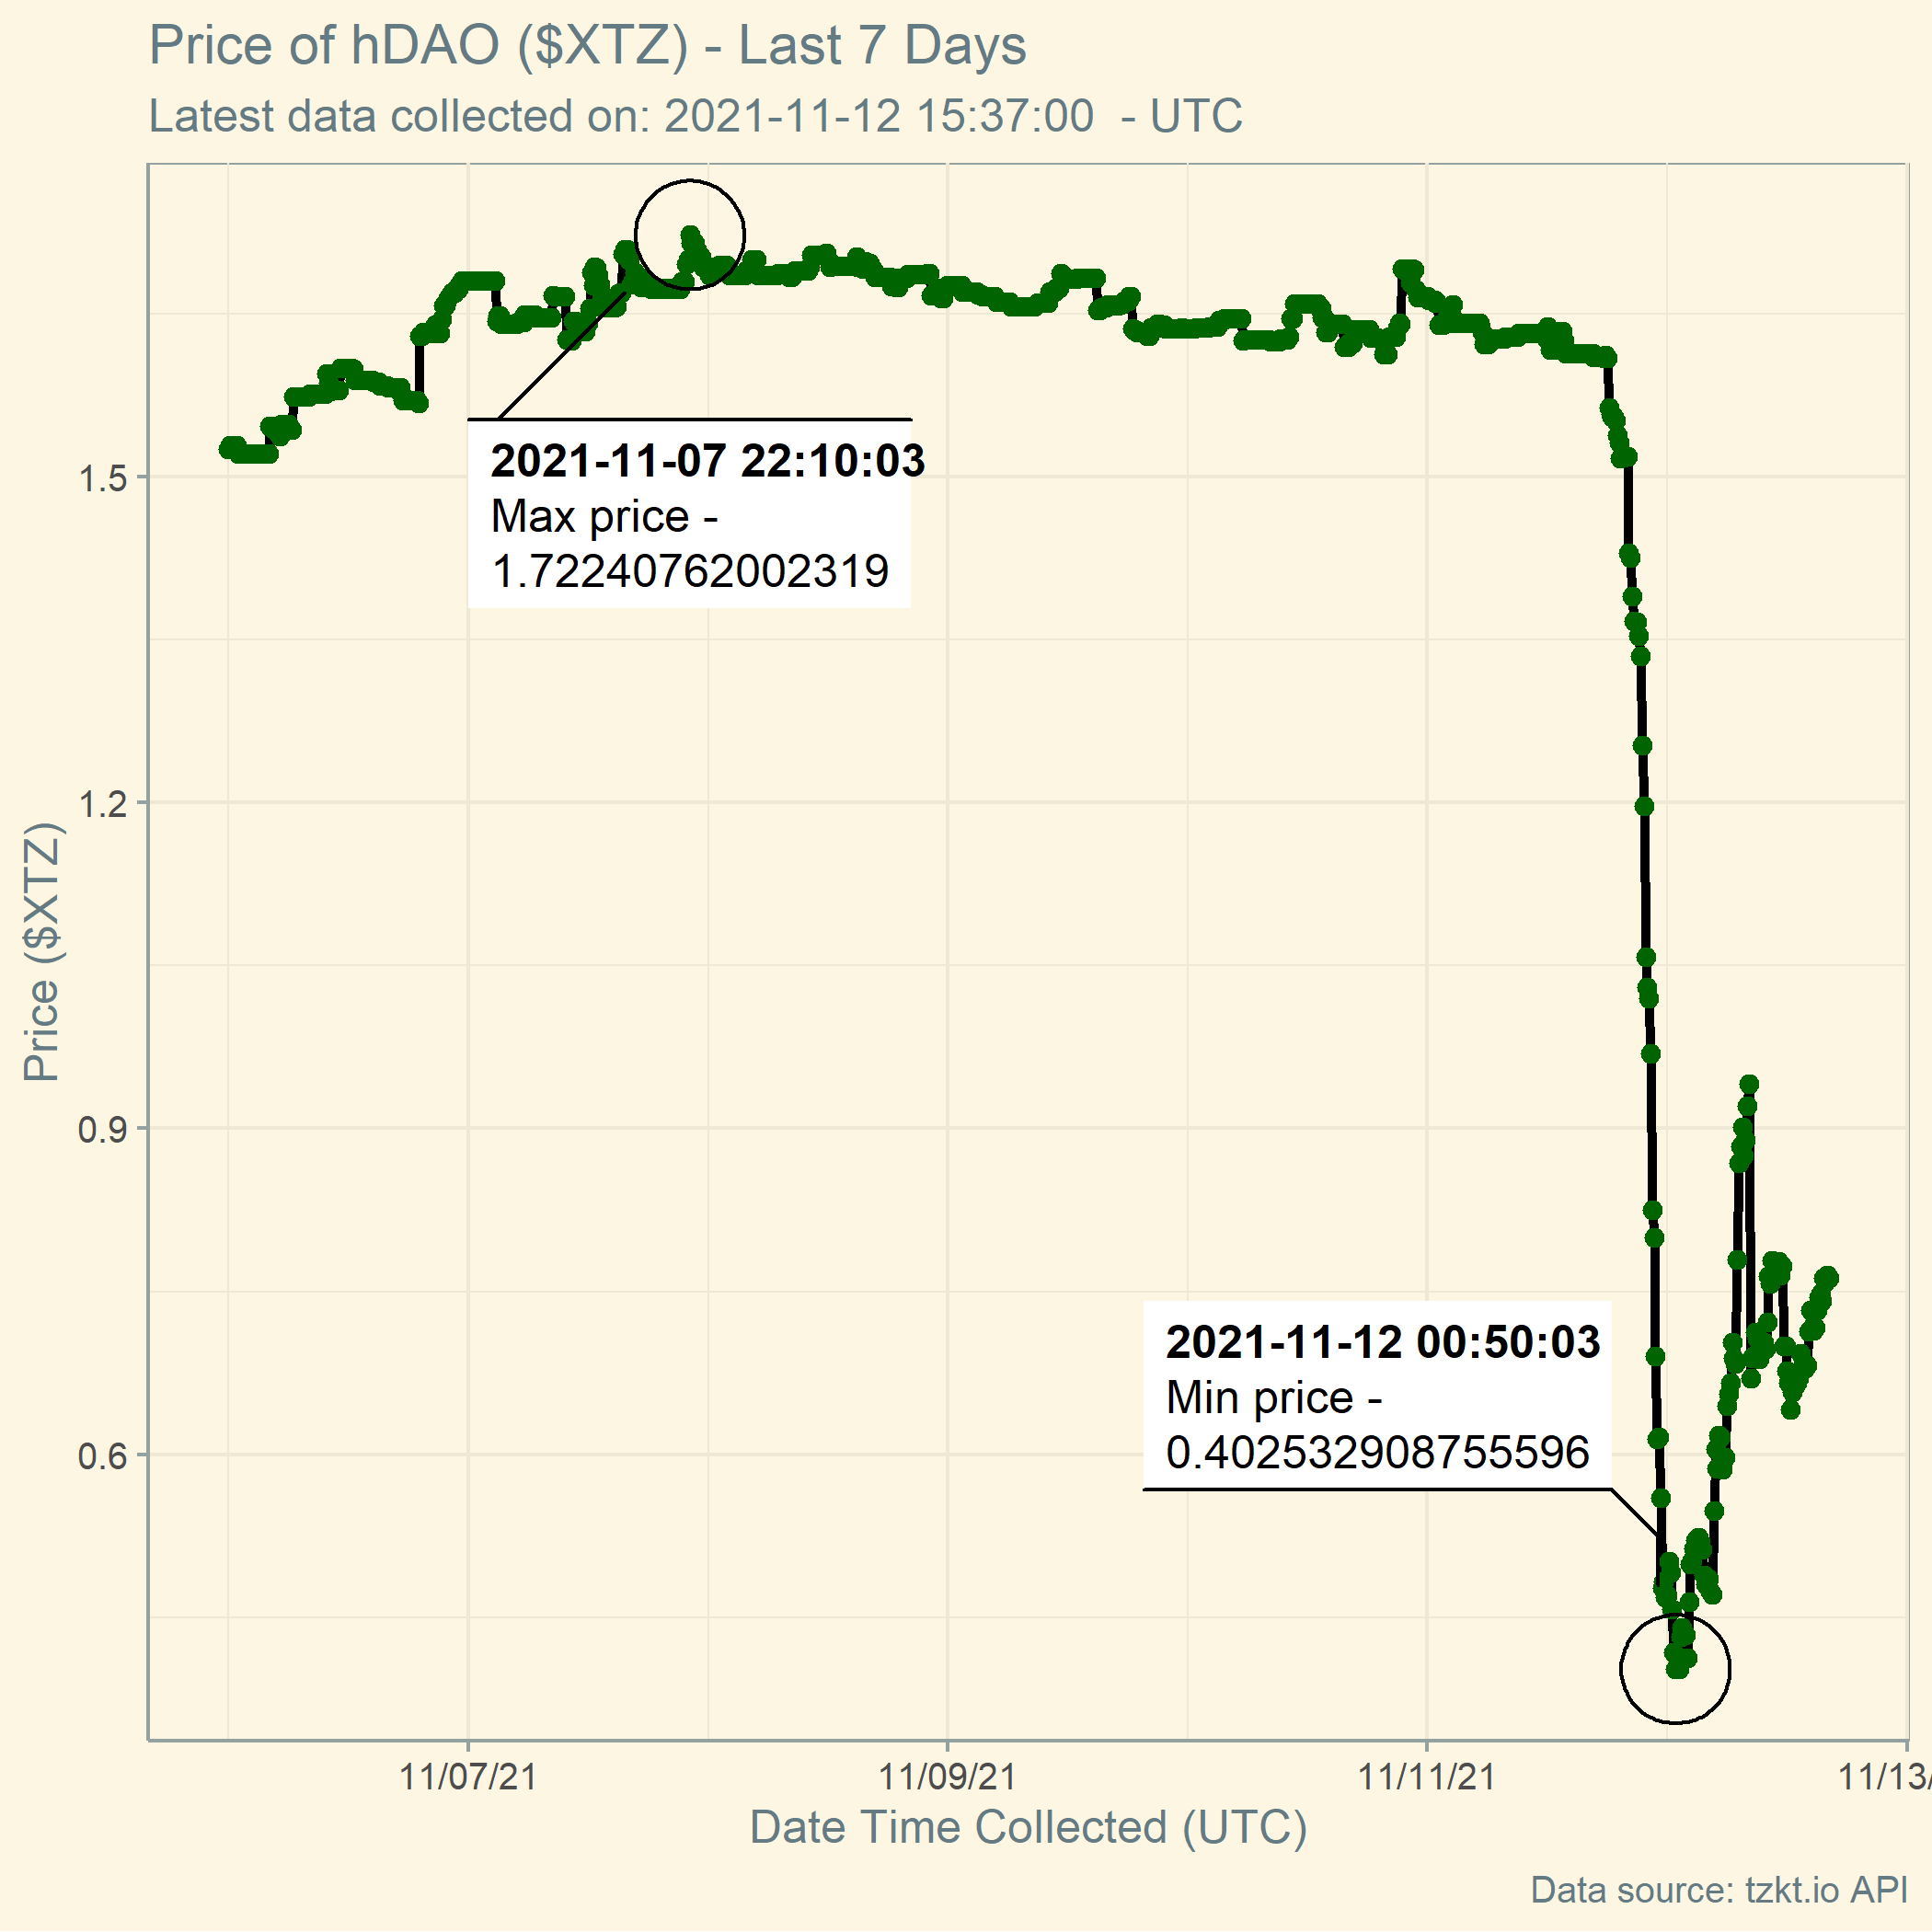 Price of hDAO ($XTZ) - Last 7 Days
Latest data collected on: 2021-11-12 15:37:00  - UTC
Price ($XTZ)
1.5
1.2
0.9
0.6
2021-11-07 22:10:03
Max price -
1.72240762002319
2021-11-12 00:50:03
Min price -
0.402532908755596
11/07/21
11/09/21
11/11/21
11/13/
Date Time Collected (UTC)
Data source: tzkt.io API